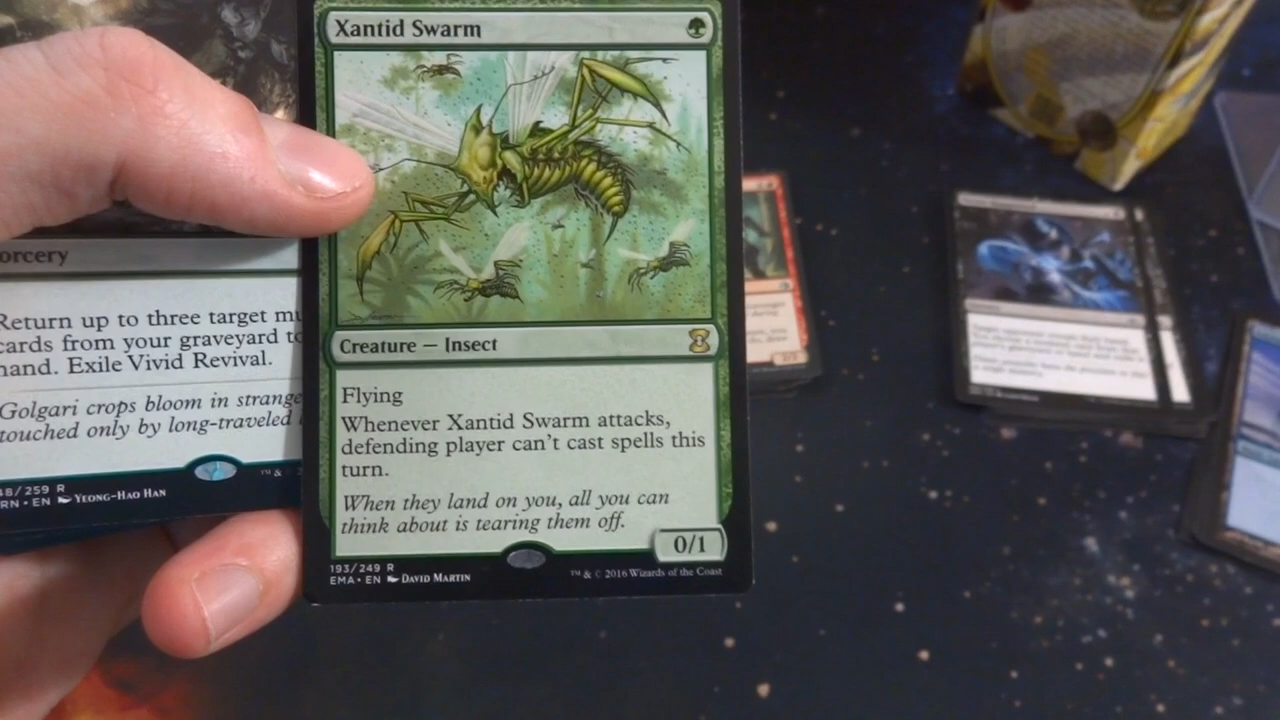 Xantid Swarm
Creature — Insect
Flying
Whenever Xantid Swarm attacks,
defending player can't cast spells this
turn.
When they land on you, all you can
think about is tearing them off.
0/1
193/249 R
EMA • EN DAVID MARTIN
™ & © 2016 Wizards of the Coast
orcery
Return up to three target mu
cards from your graveyard to
hand. Exile Vivid Revival.
Golgari crops bloom in strange
touched only by long-traveled
48/259 R
RN • EN YEONG-HAO HAN
™ &
2/2